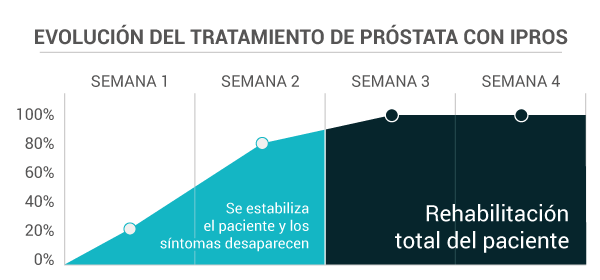 EVOLUCIÓN DEL TRATAMIENTO DE PRÓSTATA CON IPROS
SEMANA 1
SEMANA 2
SEMANA 3
SEMANA 4
100%
80%
60%
40%
20%
0%
Se estabiliza
el paciente y los
síntomas desaparecen
Rehabilitación
total del paciente